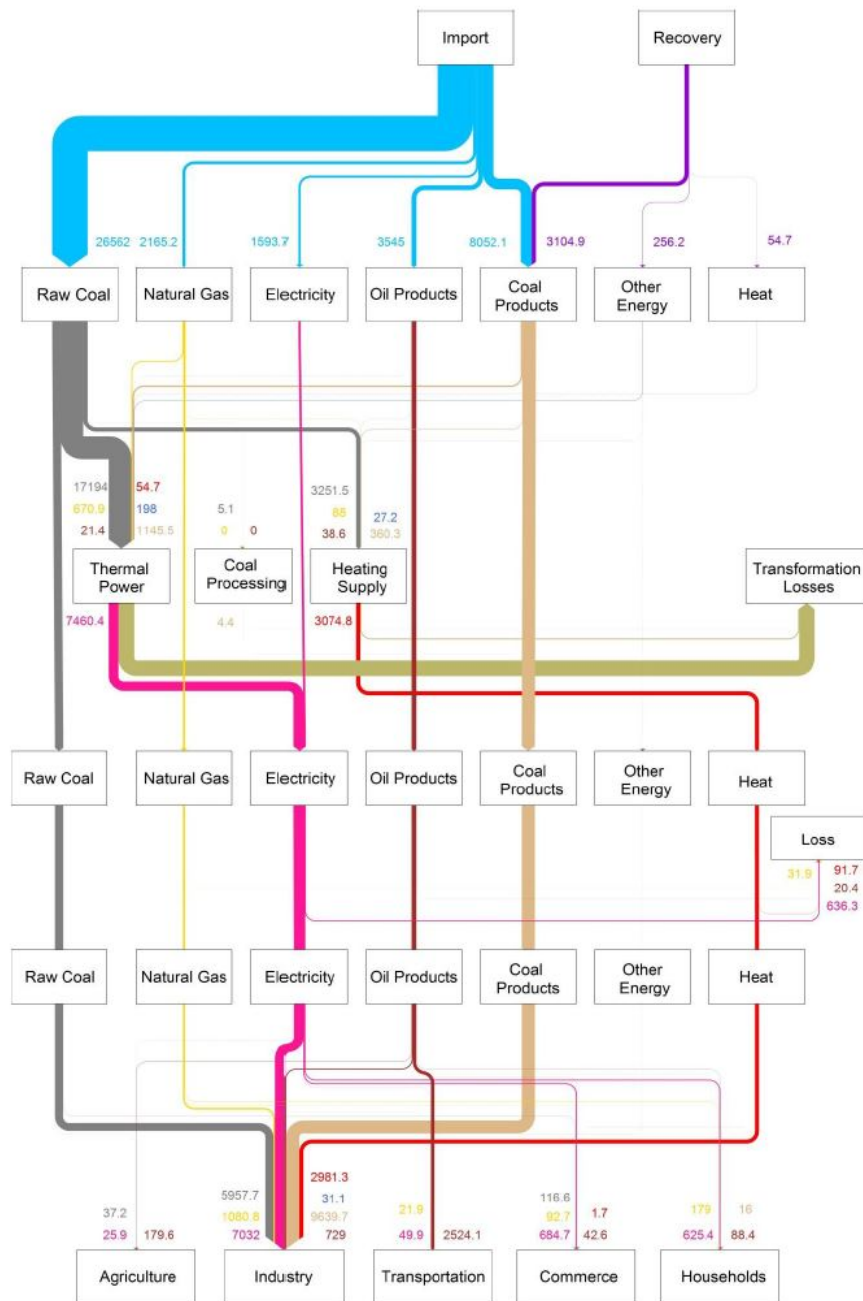 Import
Recovery
26562
2165.2
1593.7
3545
8052.1
3104.9
256.2
54.7
Raw Coal
Natural Gas
Electricity
Oil Products
Coal
Products
Other
Energy
Heat
17194
54.7
670.9
198
21.4
1145.5
5.1
0
0
3251.5
68
27.2
38.6
360.3
Thermal
Power
Coal
Processing
Heating
Supply
Transformation
Losses
7460.4
4.4
3074.8
Raw Coal
Natural Gas
Electricity
Oil Products
Coal
Products
Other
Energy
Heat
Loss
31.9
91.7
20.4
636.3
Raw Coal
Natural Gas
Electricity
Oil Products
Coal
Products
Other
Energy
Heat
37.2
25.9
179.6
5957.7
1080.8
7032
2981.3
31.1
9639.7
729
21.9
49.9
2524.1
116.6
92.7
684.7
1.7
42.6
179
625.4
16
88.4
Agriculture
Industry
Transportation
Commerce
Households